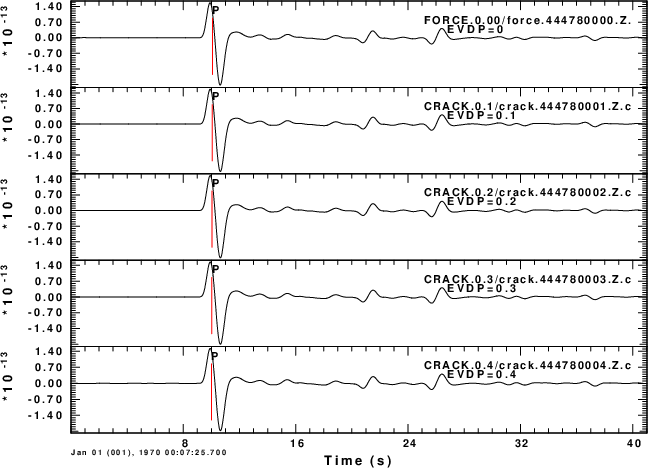 1.40
0.70
0.00
-0.70
-1.40
*10 -13
P
FORCE.0.00/force.444780000.Z.
EVDP=0
1.40
0.70
0.00
-0.70
-1.40
*10 -13
P
CRACK.0.1/crack.444780001.Z.c
EVDP=0.1
1.40
0.70
0.00
-0.70
-1.40
*10 -13
P
CRACK.0.2/crack.444780002.Z.c
EVDP=0.2
1.40
0.70
0.00
-0.70
-1.40
*10 -13
P
CRACK.0.3/crack.444780003.Z.c
EVDP=0.3
1.40
0.70
0.00
-0.70
-1.40
*10 -13
P
CRACK.0.4/crack.444780004.Z.c
EVDP=0.4
8 16 24 32 40
Jan 01 (001), 1970 00:07:25.700
Time (s)